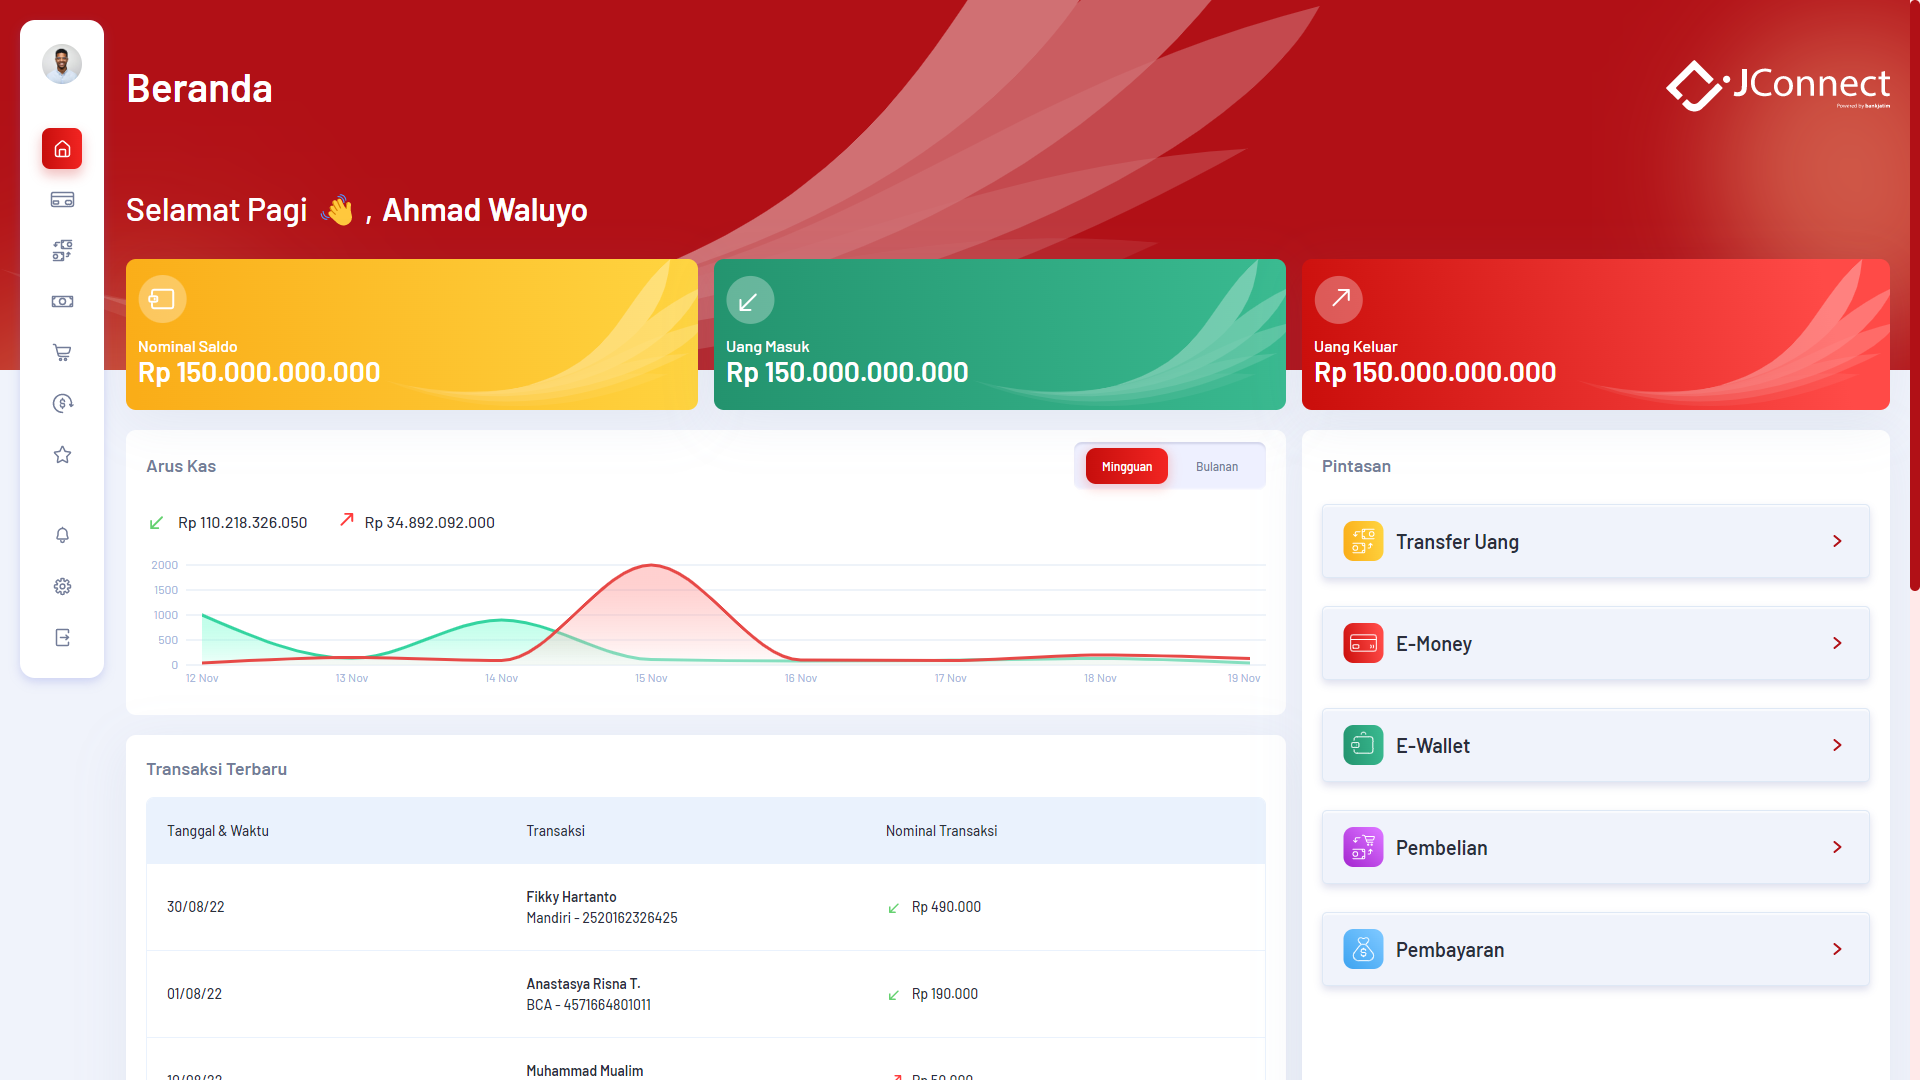 Beranda
JConnect
Powered by bankjatim
Selamat Pagi 👋 , Ahmad Waluyo
Nominal Saldo
Rp 150.000.000.000
Uang Masuk
Rp 150.000.000.000
Uang Keluar
Rp 150.000.000.000
Arus Kas
Mingguan
Bulanan
Rp 110.218.326.050
Rp 34.892.092.000
2000
1500
1000
500
0
12 Nov
13 Nov
14 Nov
15 Nov
16 Nov
17 Nov
18 Nov
19 Nov
Pintasan
Transfer Uang
E-Money
E-Wallet
Pembelian
Pembayaran
Transaksi Terbaru
Tanggal & Waktu
Transaksi
Nominal Transaksi
30/08/22
Fikky Hartanto
Mandiri - 2520162326425
Rp 490.000
01/08/22
Anastasya Risna T.
BCA - 4571664801011
Rp 190.000
Muhammad Mualim
Rp 50.000